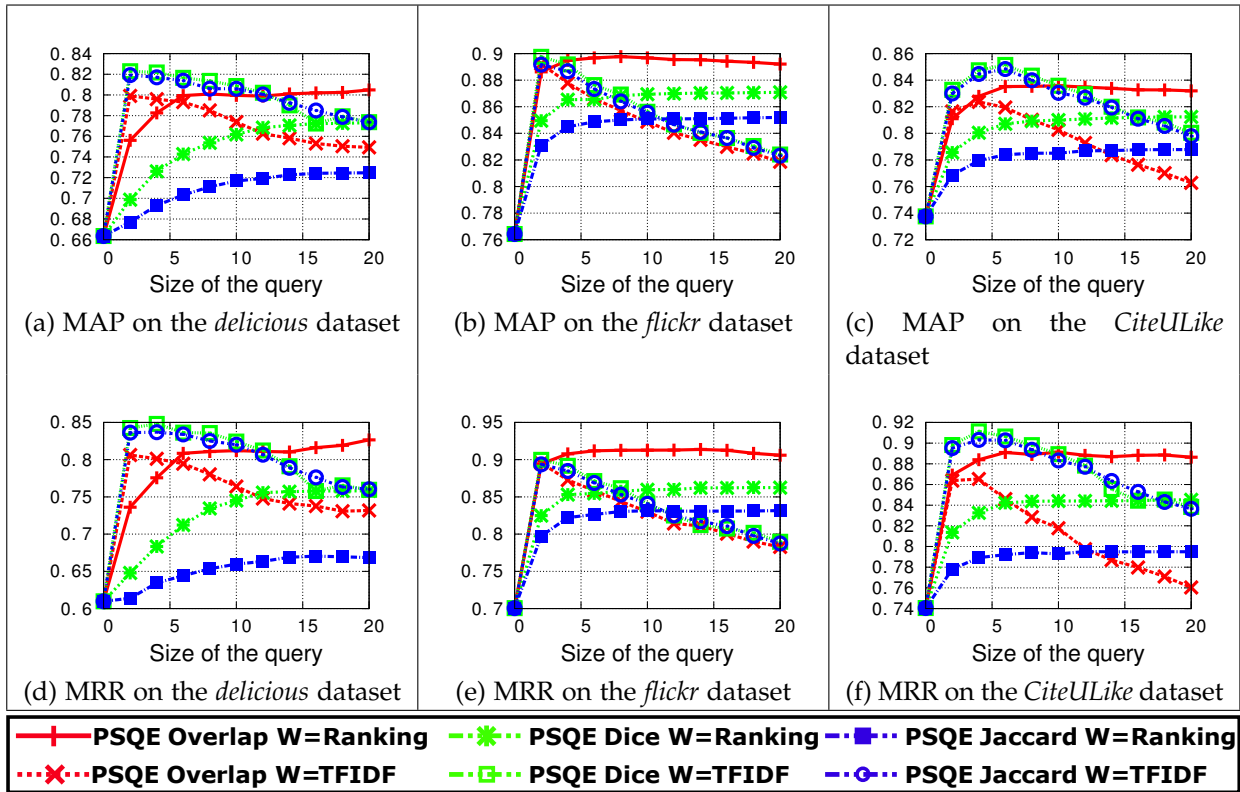 0. 84
0. 82
0. 8
0. 78
0. 76
0. 74
0. 72
0. 7
0. 68
0. 66
0 5 10 15 20
Size of the query
(a) MAP on the delicious dataset
0. 9
0. 88
0. 86
0. 84
0. 82
0. 8
0. 78
0. 76
0 5 10 15 20
Size of the query
(b) MAP on the flickr dataset
0. 86
0. 84
0. 82
0. 8
0. 78
0. 76
0. 74
0. 72
0 5 10 15 20
Size of the query
(c) MAP on the CiteULike
dataset
0. 85
0. 8
0. 75
0. 7
0. 65
0. 6
0 5 10 15 20
Size of the query
(d) MRR on the delicious dataset
0. 95
0. 9
0. 85
0. 8
0. 75
0. 7
0 5 10 15 20
Size of the query
(e) MRR on the flickr dataset
0. 92
0. 9
0. 88
0. 86
0. 84
0. 82
0. 8
0. 78
0. 76
0. 74
0 5 10 15 20
Size of the query
(f) MRR on the CiteULike dataset
PSQE Overlap W=Ranking PSQE Dice W=Ranking PSQE Jaccard W=Ranking
PSQE Overlap W=TFIDF PSQE Dice W=TFIDF PSQE Jaccard W=TFIDF